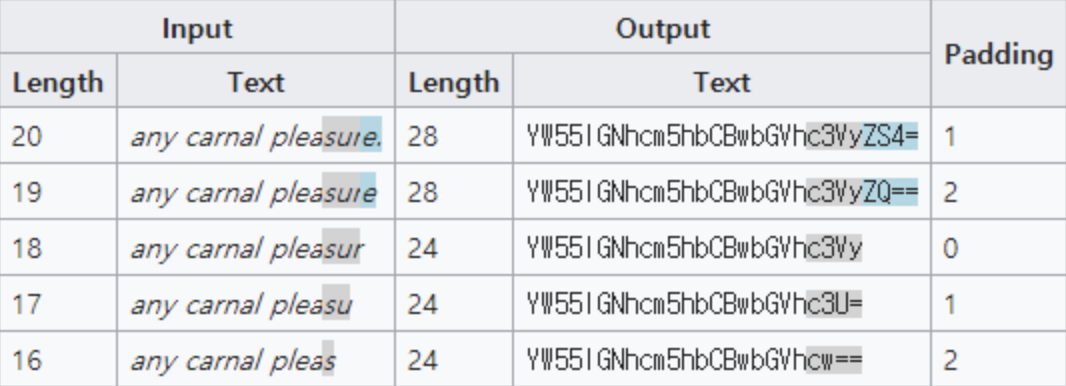 Input Output Padding
Length Text Length Text
20 any carnal pleasure. 28 YW55IGNhcm5hbCBwbGVhc3VyZS4= 1
19 any carnal pleasure 28 YW55IGNhcm5hbCBwbGVhc3VyZQ== 2
18 any carnal pleasur 24 YW55IGNhcm5hbCBwbGVhc3Vy 0
17 any carnal pleasu 24 YW55IGNhcm5hbCBwbGVhc3U= 1
16 any carnal pleas 24 YW55IGNhcm5hbCBwbGVhcw== 2